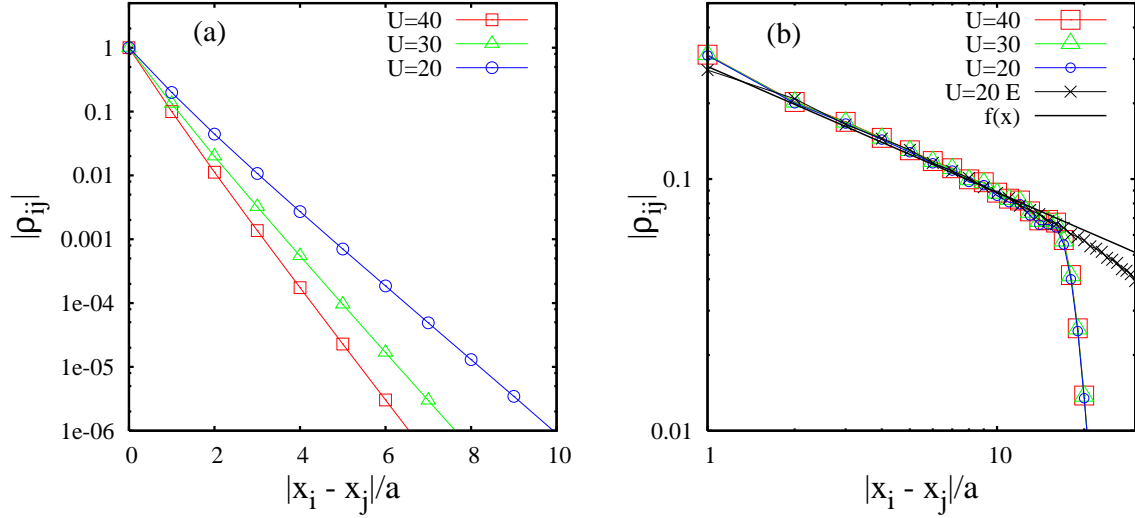 (a)
U=40
U=30
U=20
1
0.1
0.01
0.001
1e-04
1e-05
1e-06
|ρij|
0 2 4 6 8 10
|xi - xj|/a
(b)
U=40
U=30
U=20
U=20 E
f(x)
0.1
0.01
|ρij|
1 10
|xi - xj|/a